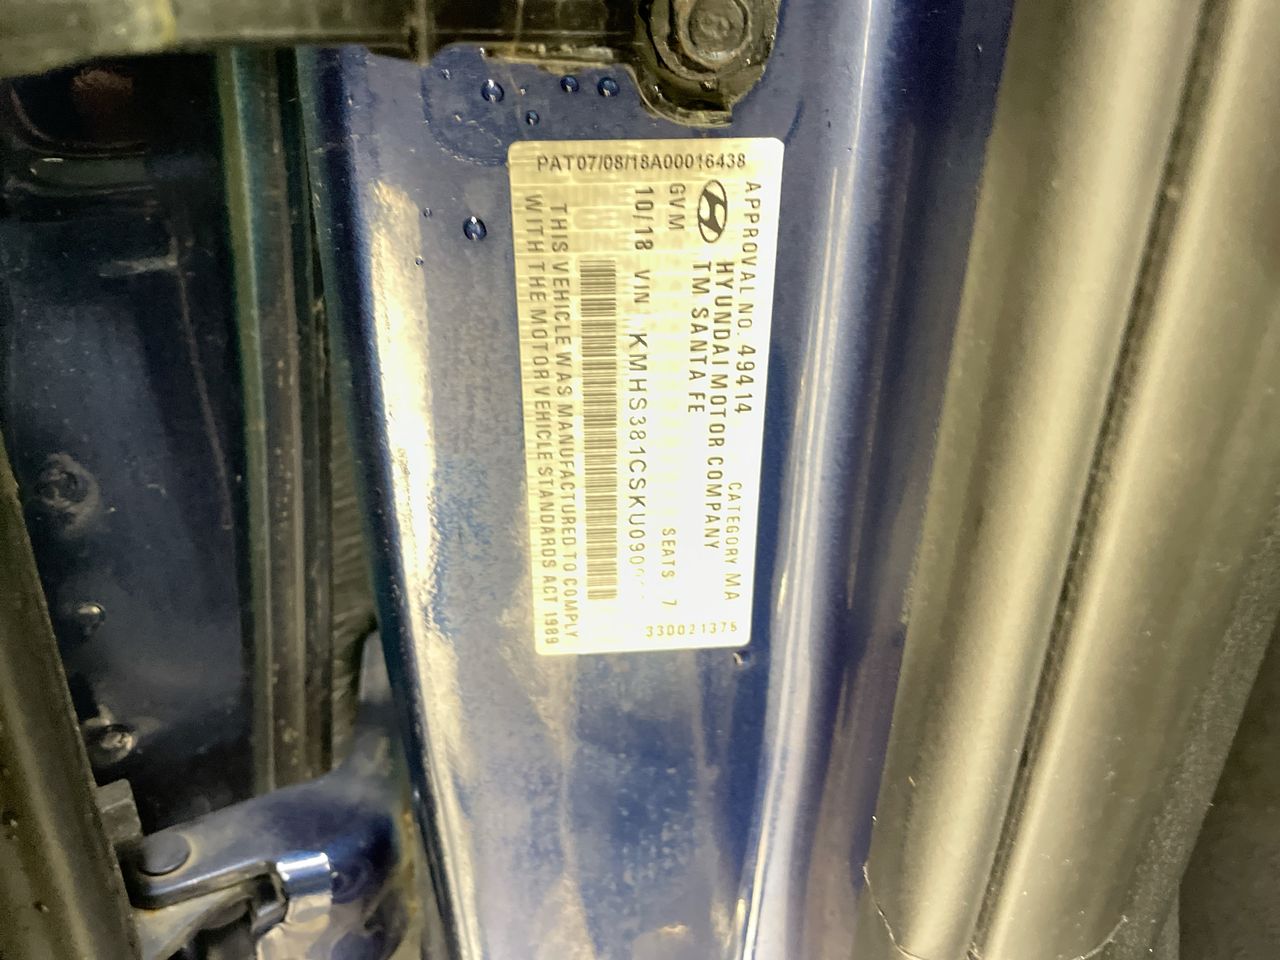 PAT07/08/18A00016438
APPROVAL NO. 49414 CATEGORY MA
HYUNDAI MOTOR COMPANY
TM SANTA FE
GVM SEATS 7
10/18 VIN KMHS381CSKU090
THIS VEHICLE WAS MANUFACTURED TO COMPLY
WITH THE MOTOR VEHICLE STANDARDS ACT 1989
330021375